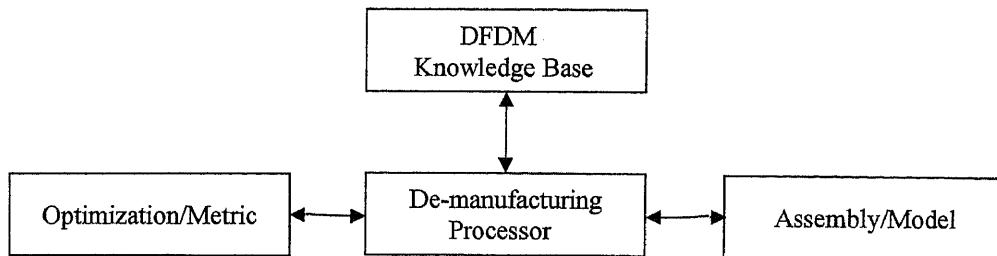 DFDM
Knowledge Base
Optimization/Metric
De-manufacturing
Processor
Assembly/Model